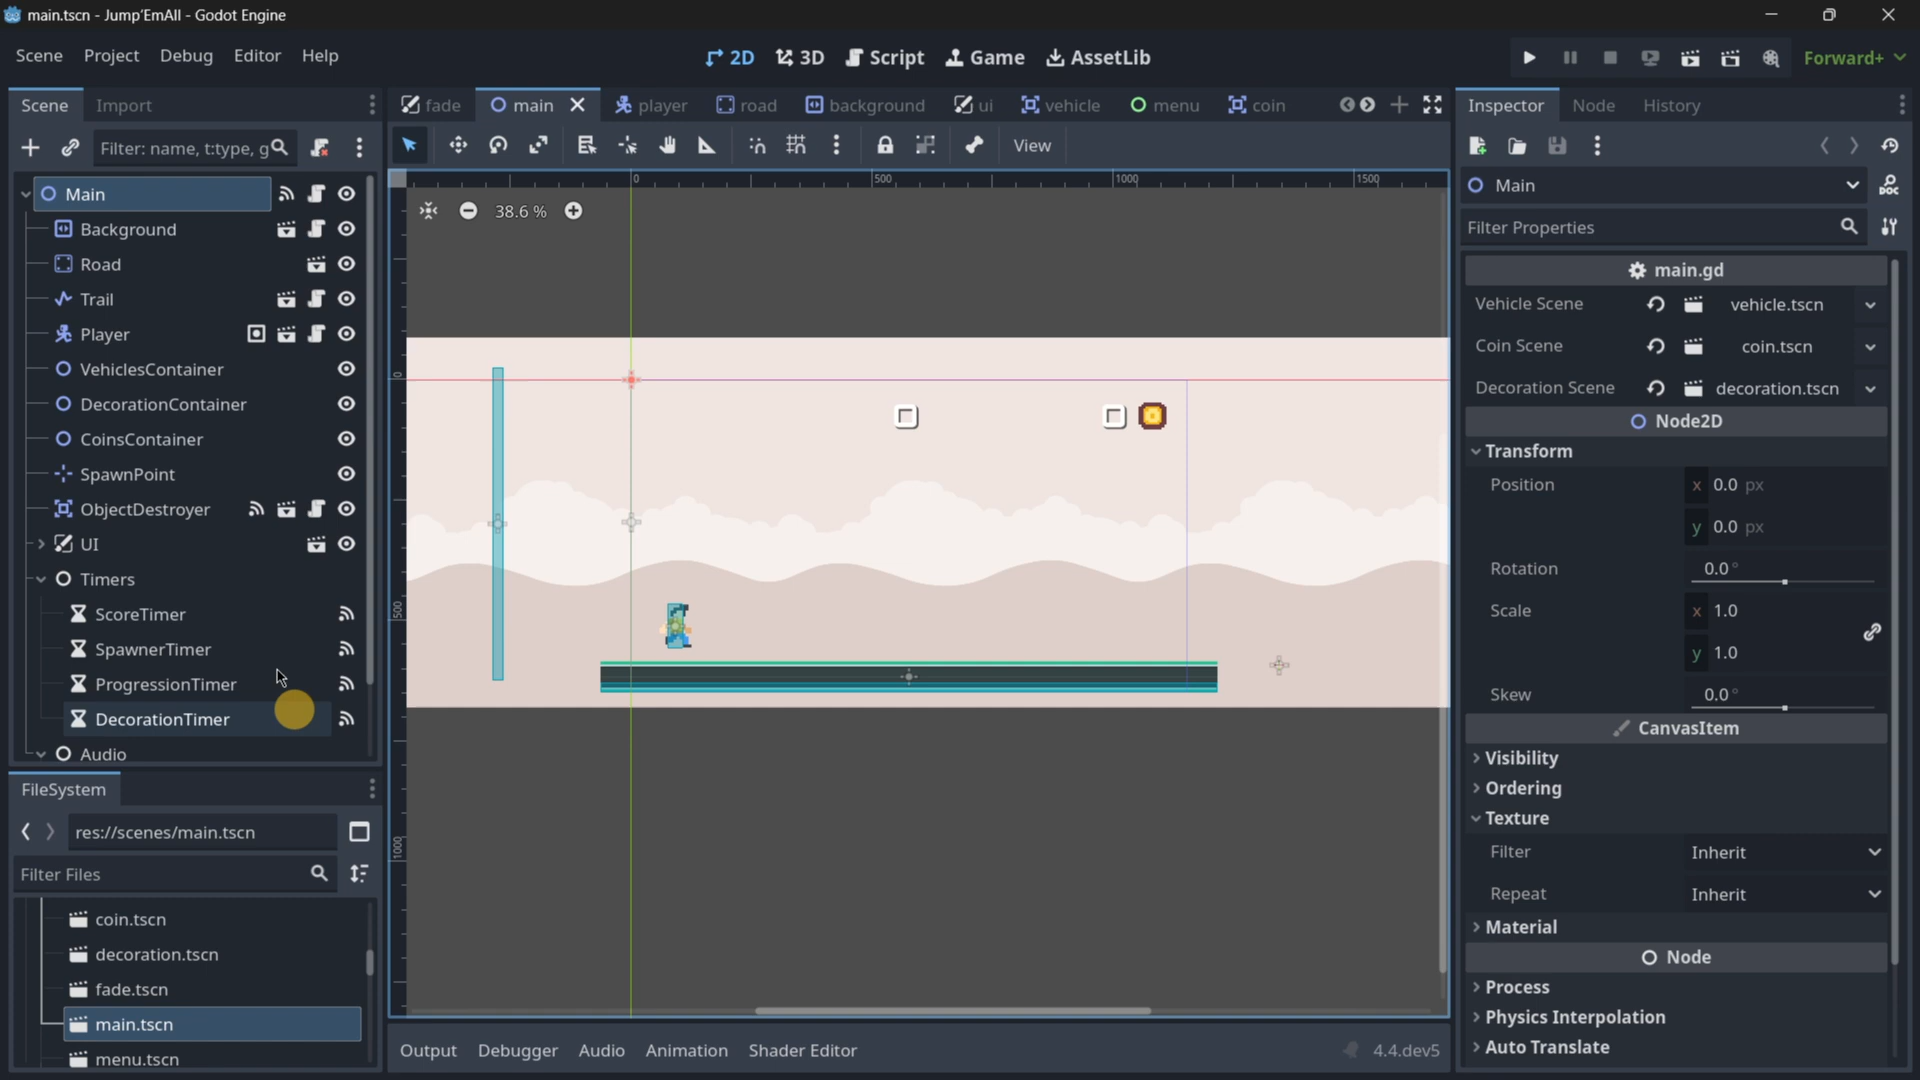 main.tscn - Jump'EmAll - Godot Engine
Scene Project Debug Editor Help
2D 3D Script Game AssetLib
Forward+
Scene Import
fade main player road background ui vehicle menu coin
Inspector Node History
Filter: name, t:type, g
View
Main
Background
Road
Trail
Player
VehiclesContainer
DecorationContainer
CoinsContainer
SpawnPoint
ObjectDestroyer
UI
Timers
ScoreTimer
SpawnerTimer
ProgressionTimer
DecorationTimer
Audio
FileSystem
res://scenes/main.tscn
Filter Files
coin.tscn
decoration.tscn
fade.tscn
main.tscn
menu.tscn
0 500 1000 1500
38.6 %
0
500
1000
Output Debugger Audio Animation Shader Editor 4.4.dev5
Main
Filter Properties
main.gd
Vehicle Scene vehicle.tscn
Coin Scene coin.tscn
Decoration Scene decoration.tscn
Node2D
Transform
Position x 0.0 px
y 0.0 px
Rotation 0.0 °
Scale x 1.0
y 1.0
Skew 0.0 °
CanvasItem
Visibility
Ordering
Texture
Filter Inherit
Repeat Inherit
Material
Node
Process
Physics Interpolation
Auto Translate